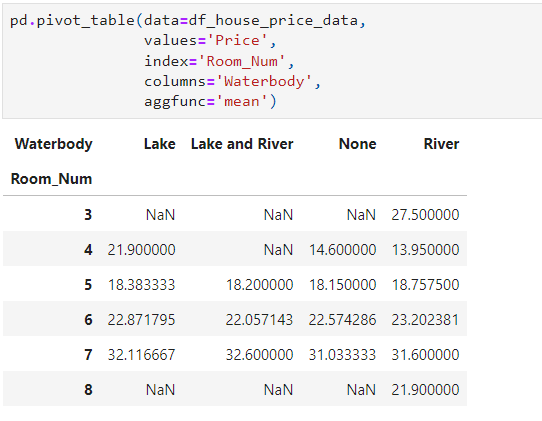 pd.pivot_table(data=df_house_price_data,
               values='Price',
               index='Room_Num',
               columns='Waterbody',
               aggfunc='mean')
Waterbody Lake Lake and River None River
Room_Num
3 NaN NaN NaN 27.500000
4 21.900000 NaN 14.600000 13.950000
5 18.383333 18.200000 18.150000 18.757500
6 22.871795 22.057143 22.574286 23.202381
7 32.116667 32.600000 31.033333 31.600000
8 NaN NaN NaN 21.900000